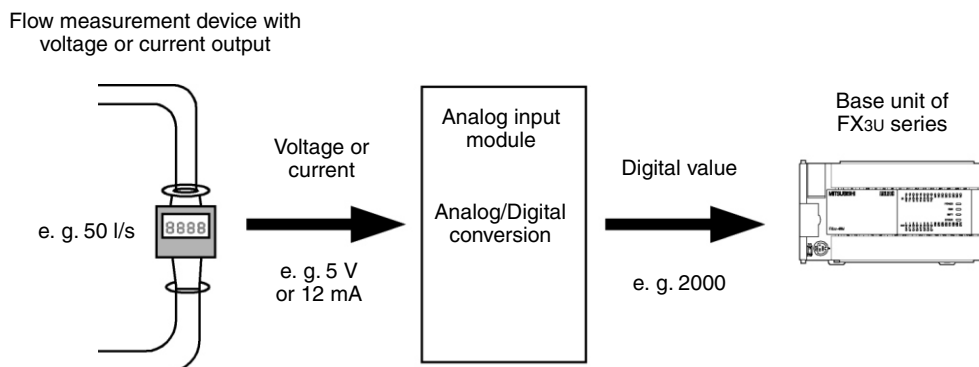 Flow measurement device with
voltage or current output
e. g. 50 l/s
8888
Voltage or
current
e. g. 5 V
or 12 mA
Analog input
module
Analog/Digital
conversion
Digital value
e. g. 2000
Base unit of
FX3U series
MITSUBISHI